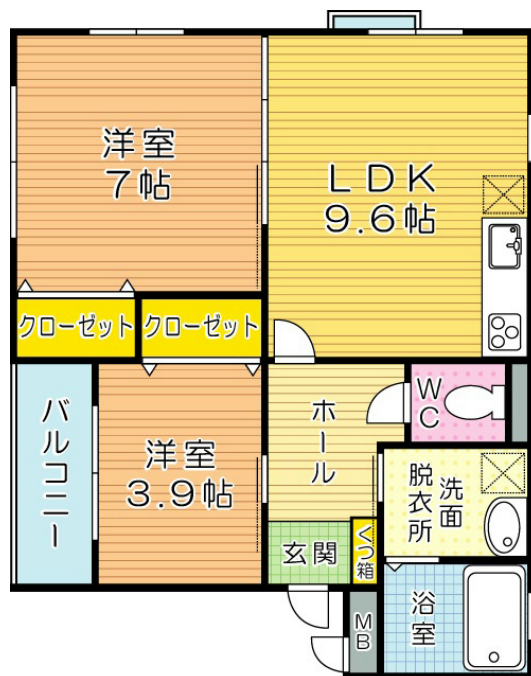 洋室
7帖
LDK
9.6帖
クローゼット
クローゼット
バルコニー
洋室
3.9帖
ホール
WC
洗面
脱衣所
玄関
くつ箱
MB
浴室